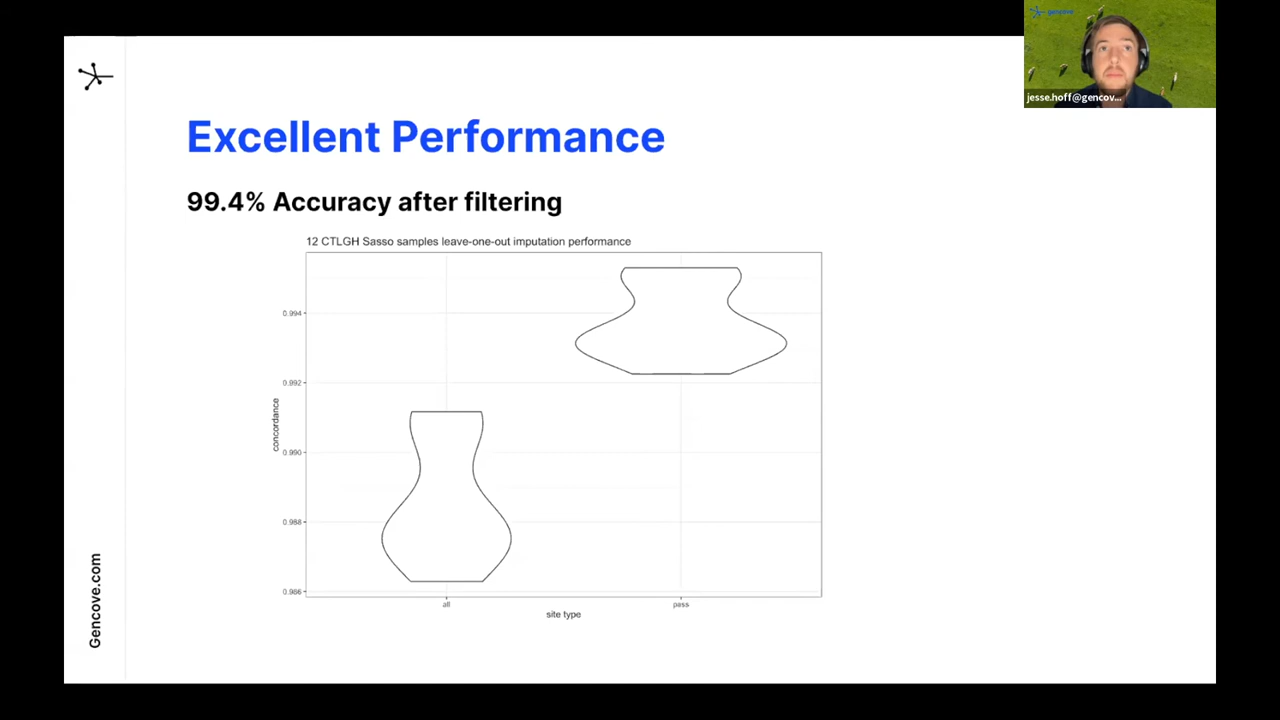 gencove
jesse.hoff@gencov...
Excellent Performance
99.4% Accuracy after filtering
12 CTLGH Sasso samples leave-one-out imputation performance
0.994
0.992
0.990
0.988
0.986
concordance
all
pass
site type
Gencove.com